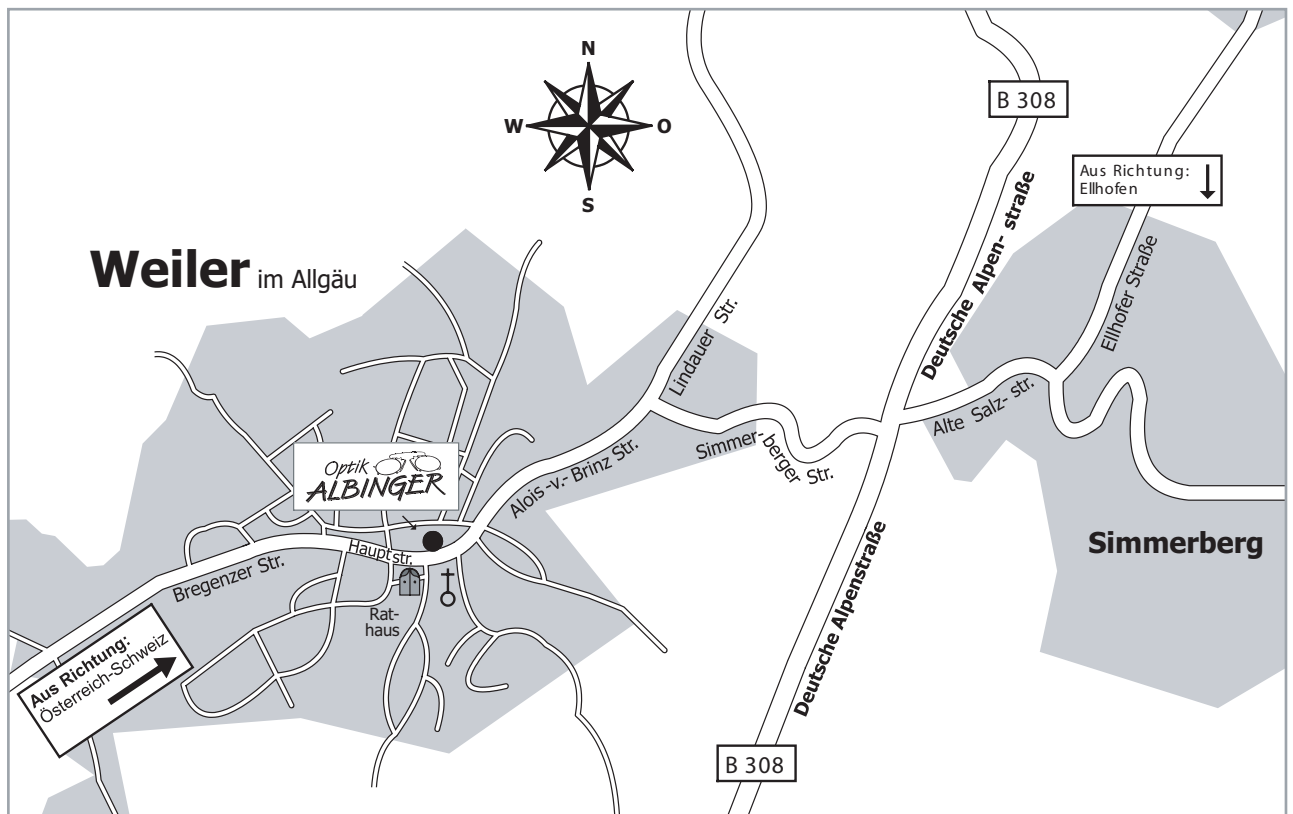 N
W
O
S
B 308
Aus Richtung:
Ellhofen
Weiler im Allgäu
Deutsche Alpen- straße
Ellhofer Straße
Lindauer Str.
Alte Salz- str.
Simmer-
berger Str.
Alois -v.- Brinz Str.
Optik
ALBINGER
Hauptstr.
Bregenzer Str.
Simmerberg
Rat-
haus
Deutsche Alpenstraße
Aus Richtung:
Österreich-Schweiz
B 308